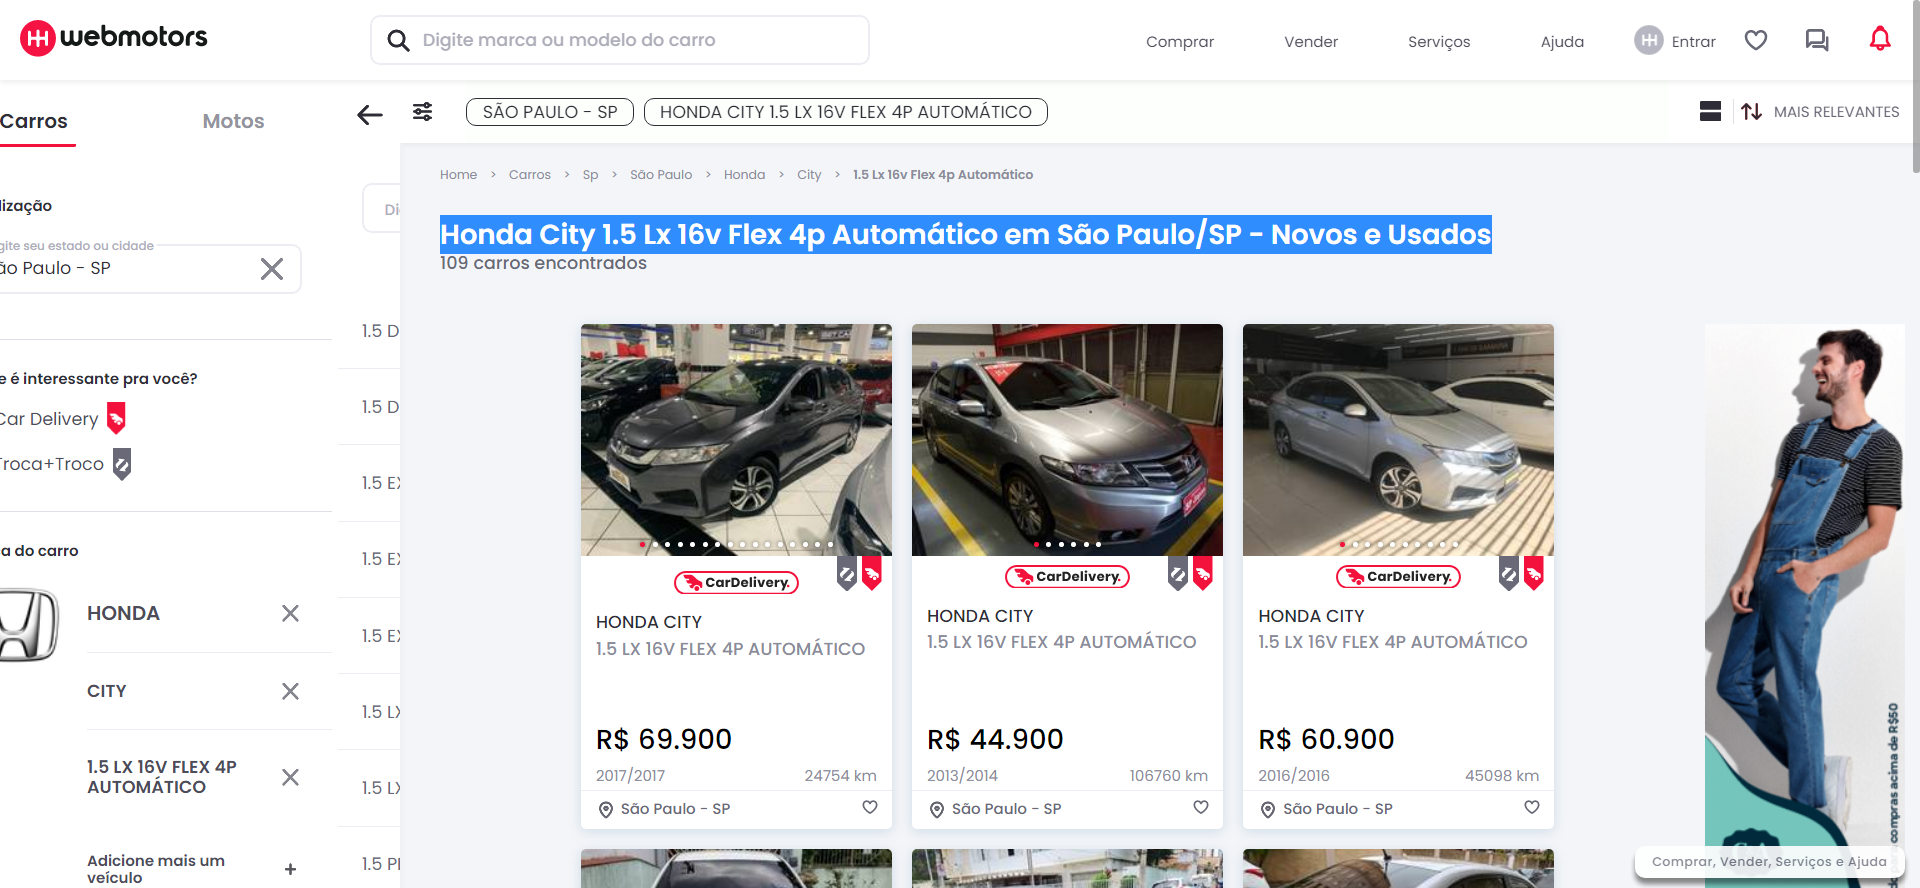 webmotors
Digite marca ou modelo do carro
Comprar
Vender
Serviços
Ajuda
Entrar
Carros
Motos
SÃO PAULO - SP
HONDA CITY 1.5 LX 16V FLEX 4P AUTOMÁTICO
MAIS RELEVANTES
Home > Carros > Sp > São Paulo > Honda > City > 1.5 Lx 16v Flex 4p Automático
Honda City 1.5 Lx 16v Flex 4p Automático em São Paulo/SP - Novos e Usados
109 carros encontrados
lização
gite seu estado ou cidade
ão Paulo - SP
Di
e é interessante pra você?
Car Delivery
Troca+Troco
a do carro
HONDA
CITY
1.5 LX 16V FLEX 4P
AUTOMÁTICO
Adicione mais um
veículo
1.5 D
1.5 D
1.5 EX
1.5 EX
1.5 EX
1.5 LX
1.5 LX
1.5 PI
CarDelivery.
HONDA CITY
1.5 LX 16V FLEX 4P AUTOMÁTICO
R$ 69.900
2017/2017
24754 km
São Paulo - SP
CarDelivery.
HONDA CITY
1.5 LX 16V FLEX 4P AUTOMÁTICO
R$ 44.900
2013/2014
106760 km
São Paulo - SP
CarDelivery.
HONDA CITY
1.5 LX 16V FLEX 4P AUTOMÁTICO
R$ 60.900
2016/2016
45098 km
São Paulo - SP
compras acima de R$50
Comprar, Vender, Serviços e Ajuda